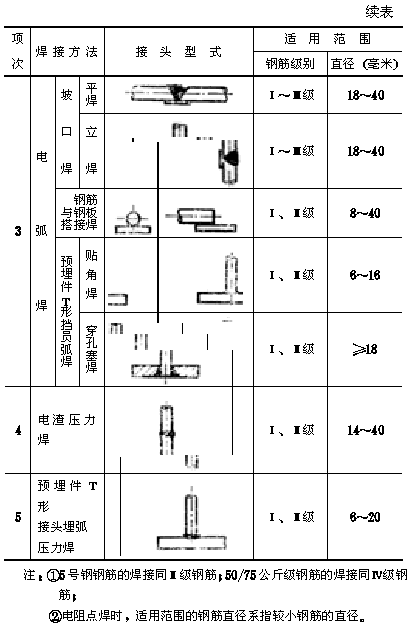 续表
项次
焊接方法
接头型式
适用范围
钢筋级别
直径（毫米）
3
电弧焊
坡口焊
平焊
Ⅰ～Ⅲ级
18～40
立焊
Ⅰ～Ⅲ级
18～40
钢筋
与钢板
搭接焊
Ⅰ、Ⅱ级
8～40
预埋件T形挡员弧焊
贴角焊
Ⅰ、Ⅱ级
6～16
穿孔塞焊
Ⅰ、Ⅱ级
≥18
4
电渣压力
焊
Ⅰ、Ⅱ级
14～40
5
预埋件T
形
接头埋弧
压力焊
Ⅰ、Ⅱ级
6～20
注：①5号钢钢筋的焊接同Ⅱ级钢筋；50/75公斤级钢筋的焊接同Ⅳ级钢
筋；
②电阻点焊时，适用范围的钢筋直径系指较小钢筋的直径。